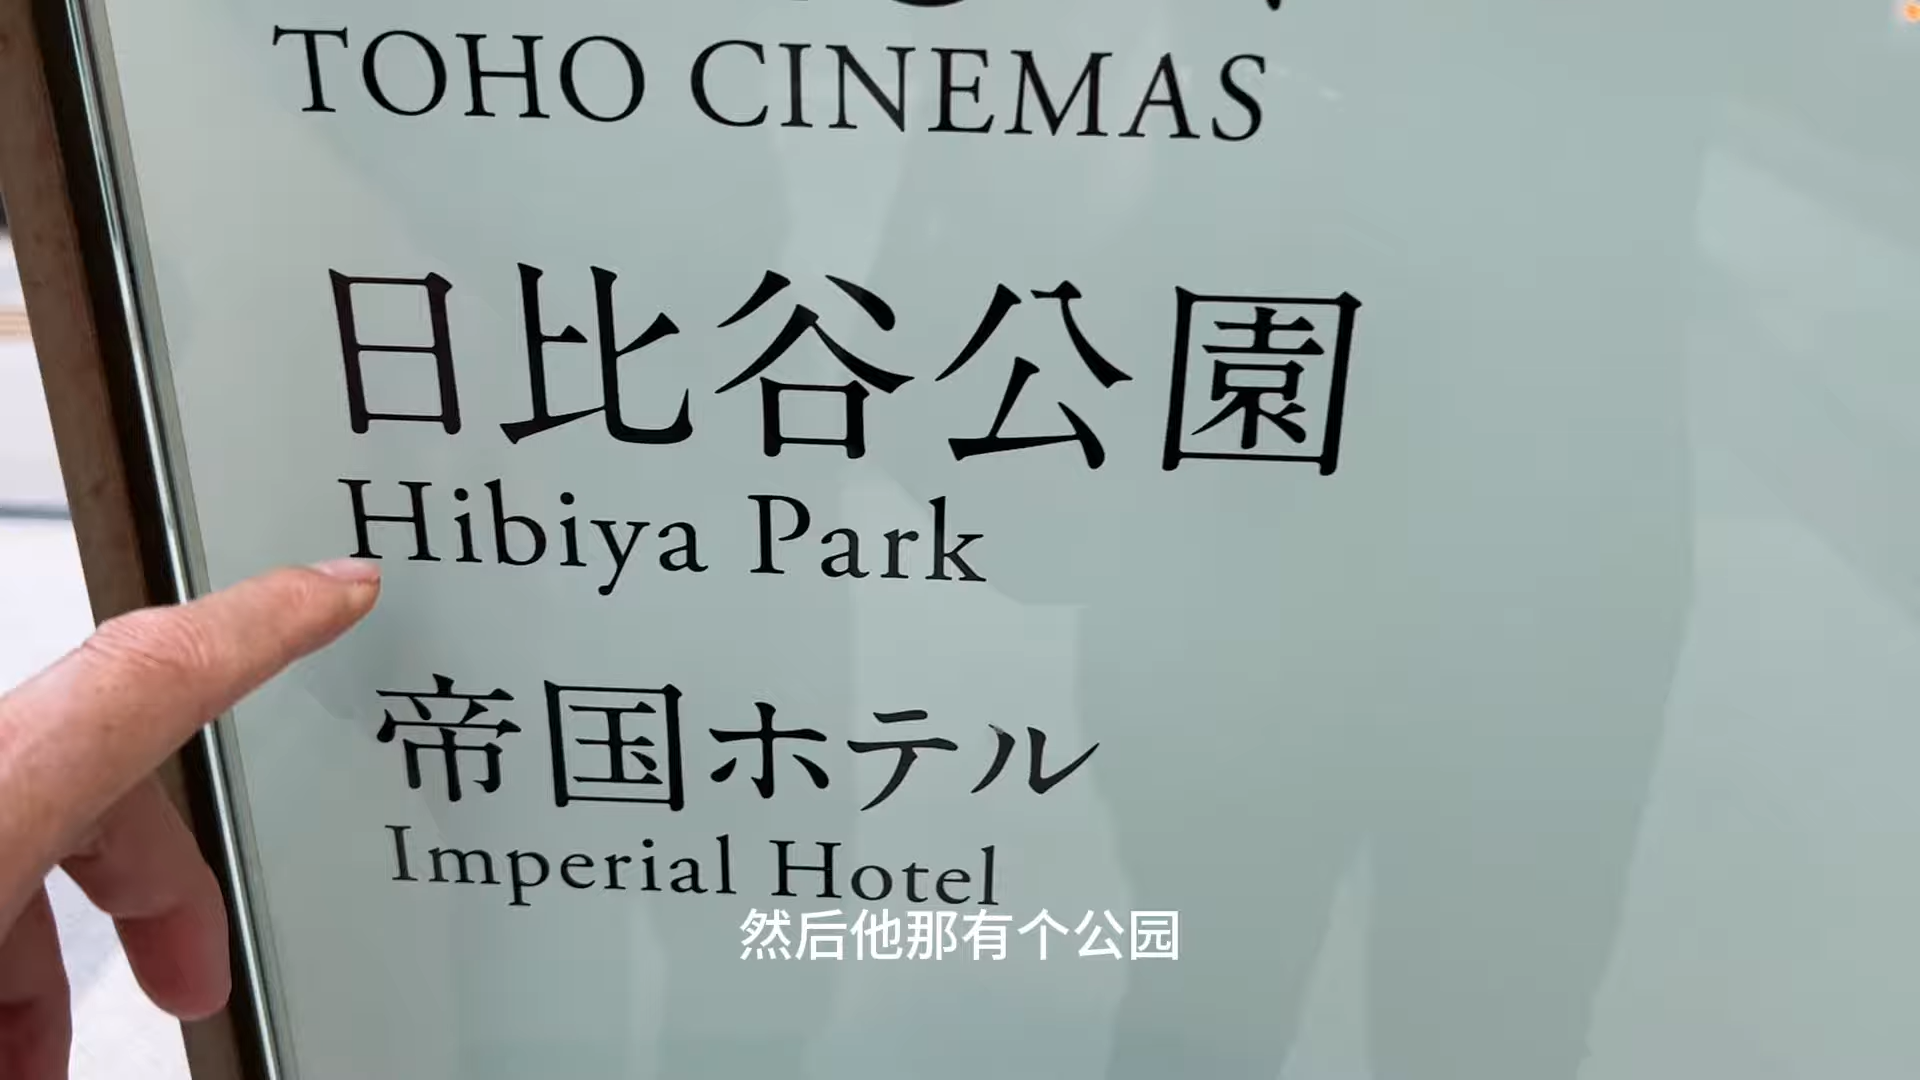 TOHO CINEMAS
日比谷公園
Hibiya Park
帝国ホテル
Imperial Hotel
然后他那有个公园